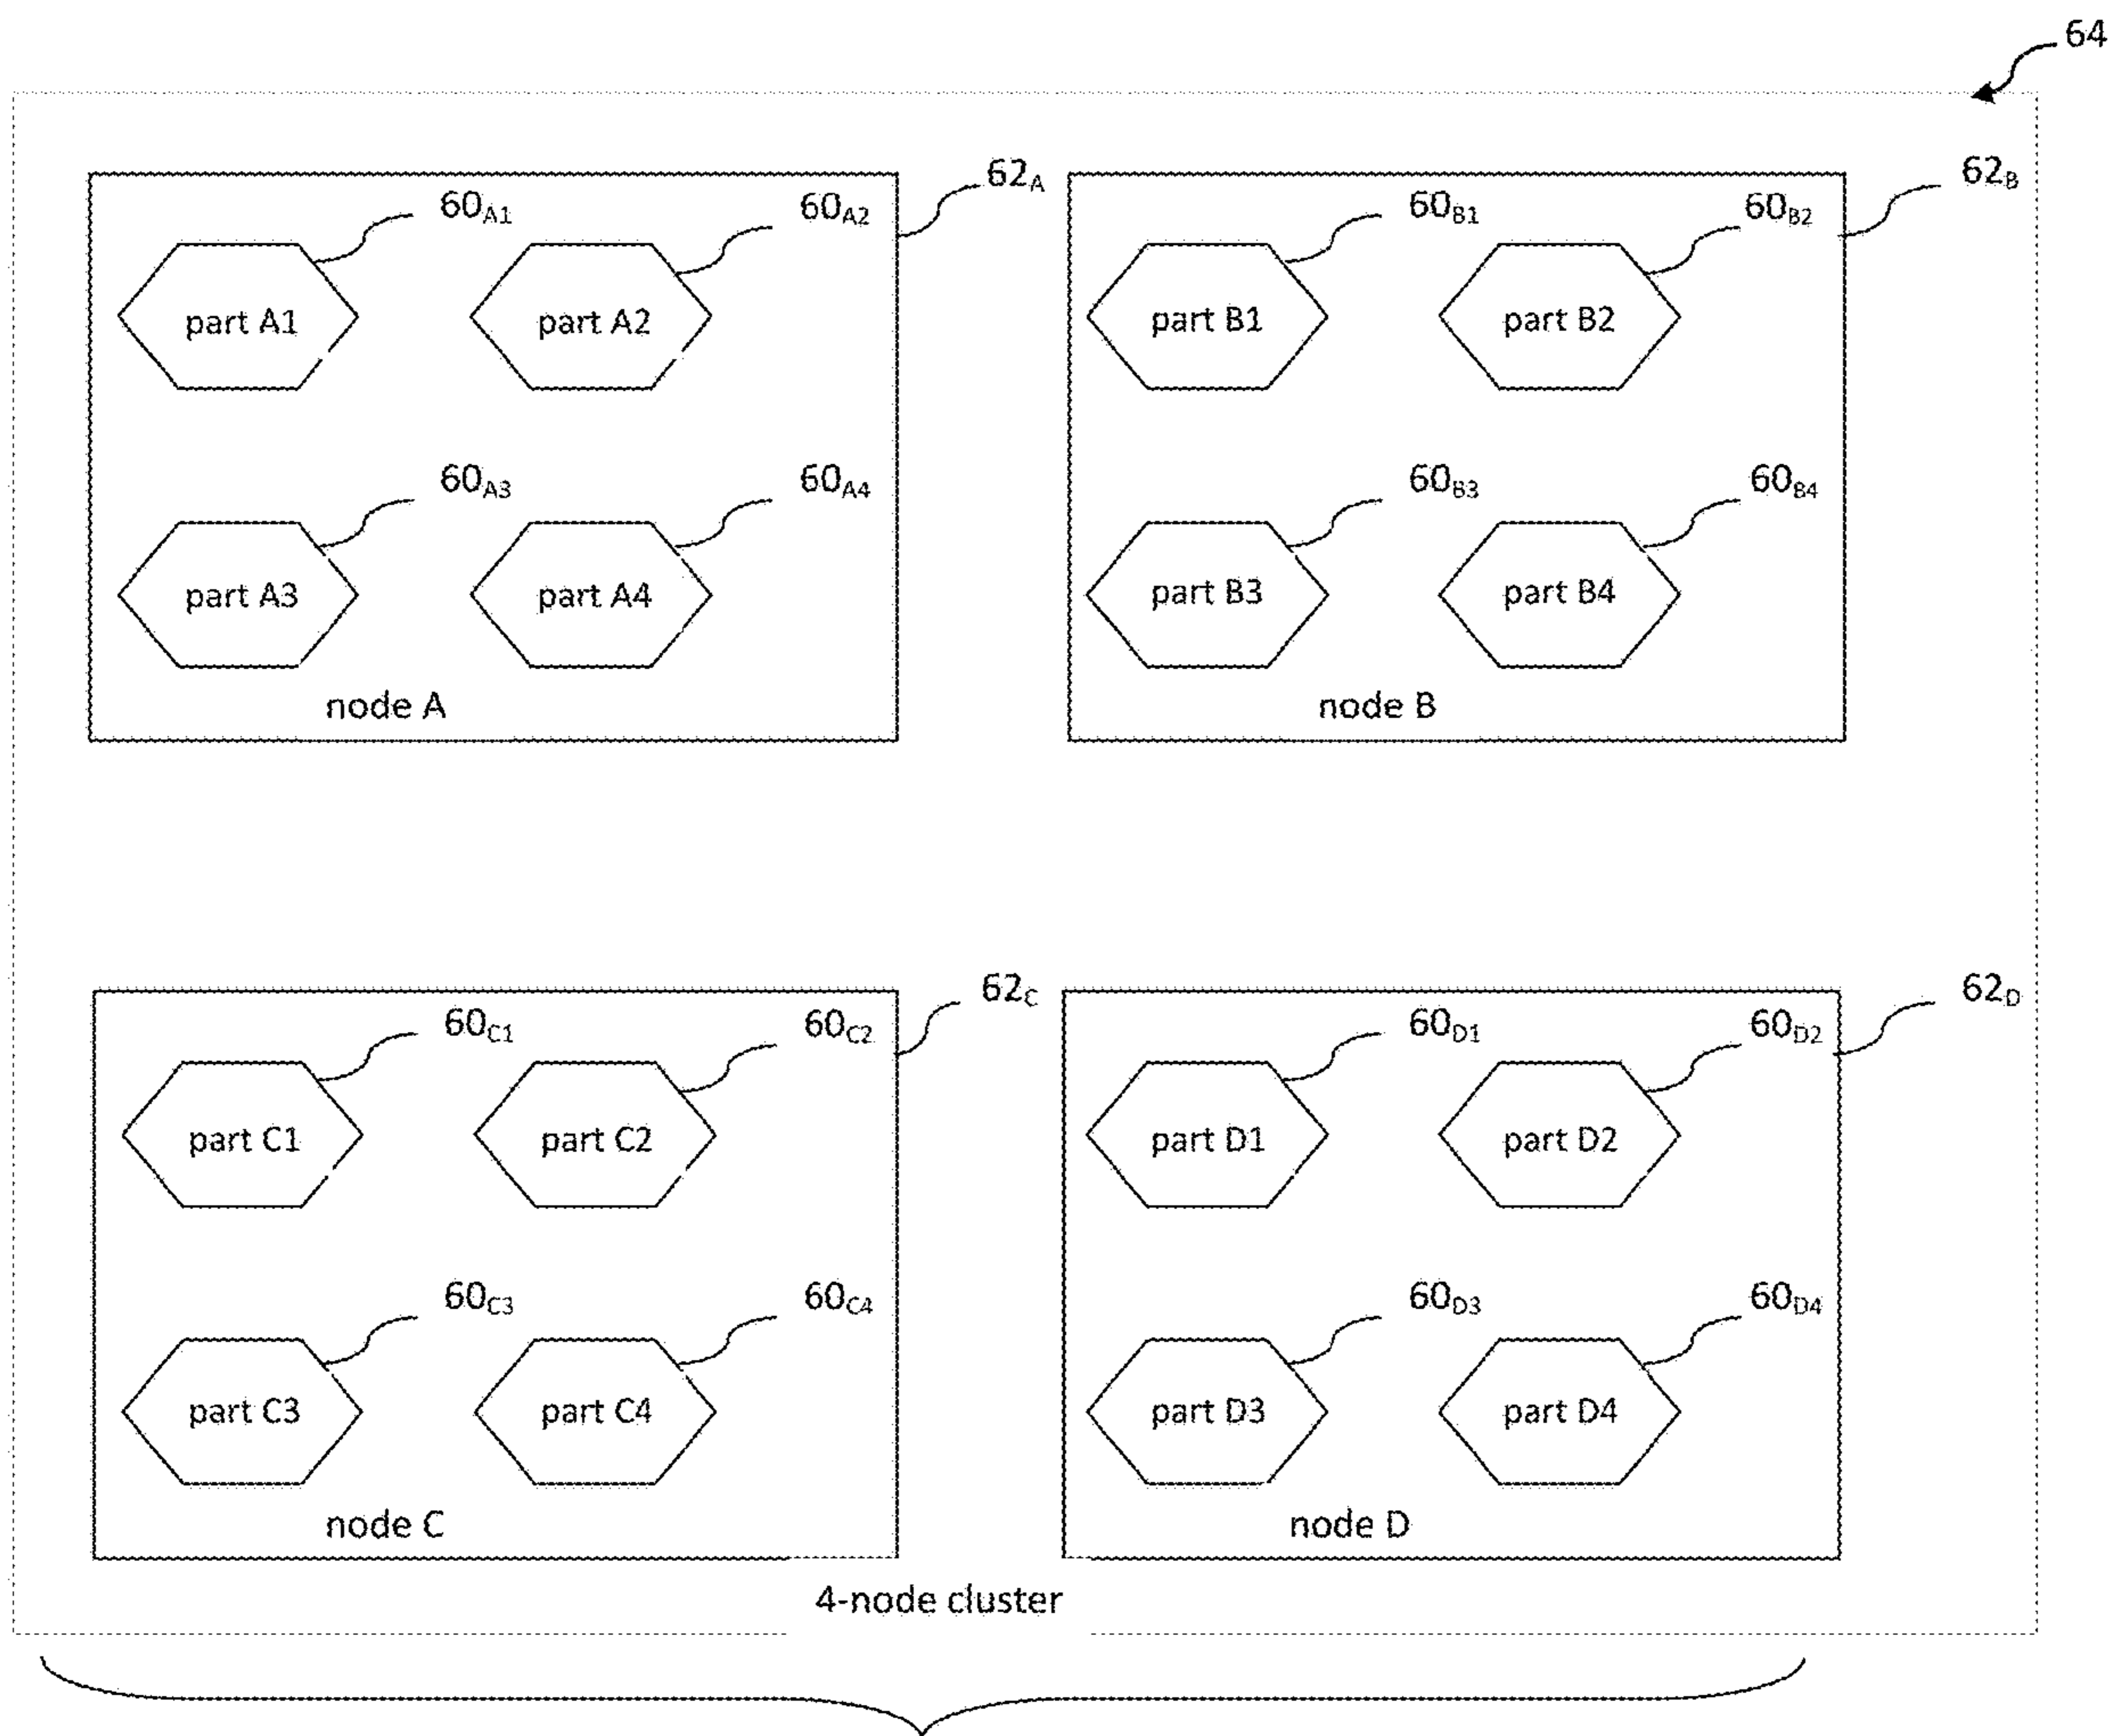 64
62A
62B
60A1
60A2
60B1
60B2
part A1
part A2
part B1
part B2
60A3
60A4
60B3
60B4
part A3
part A4
part B3
part B4
node A
node B
62C
62D
60C1
60C2
60D1
60D2
part C1
part C2
part D1
part D2
60C3
60C4
60D3
60D4
part C3
part C4
part D3
part D4
node C
node D
4-node cluster